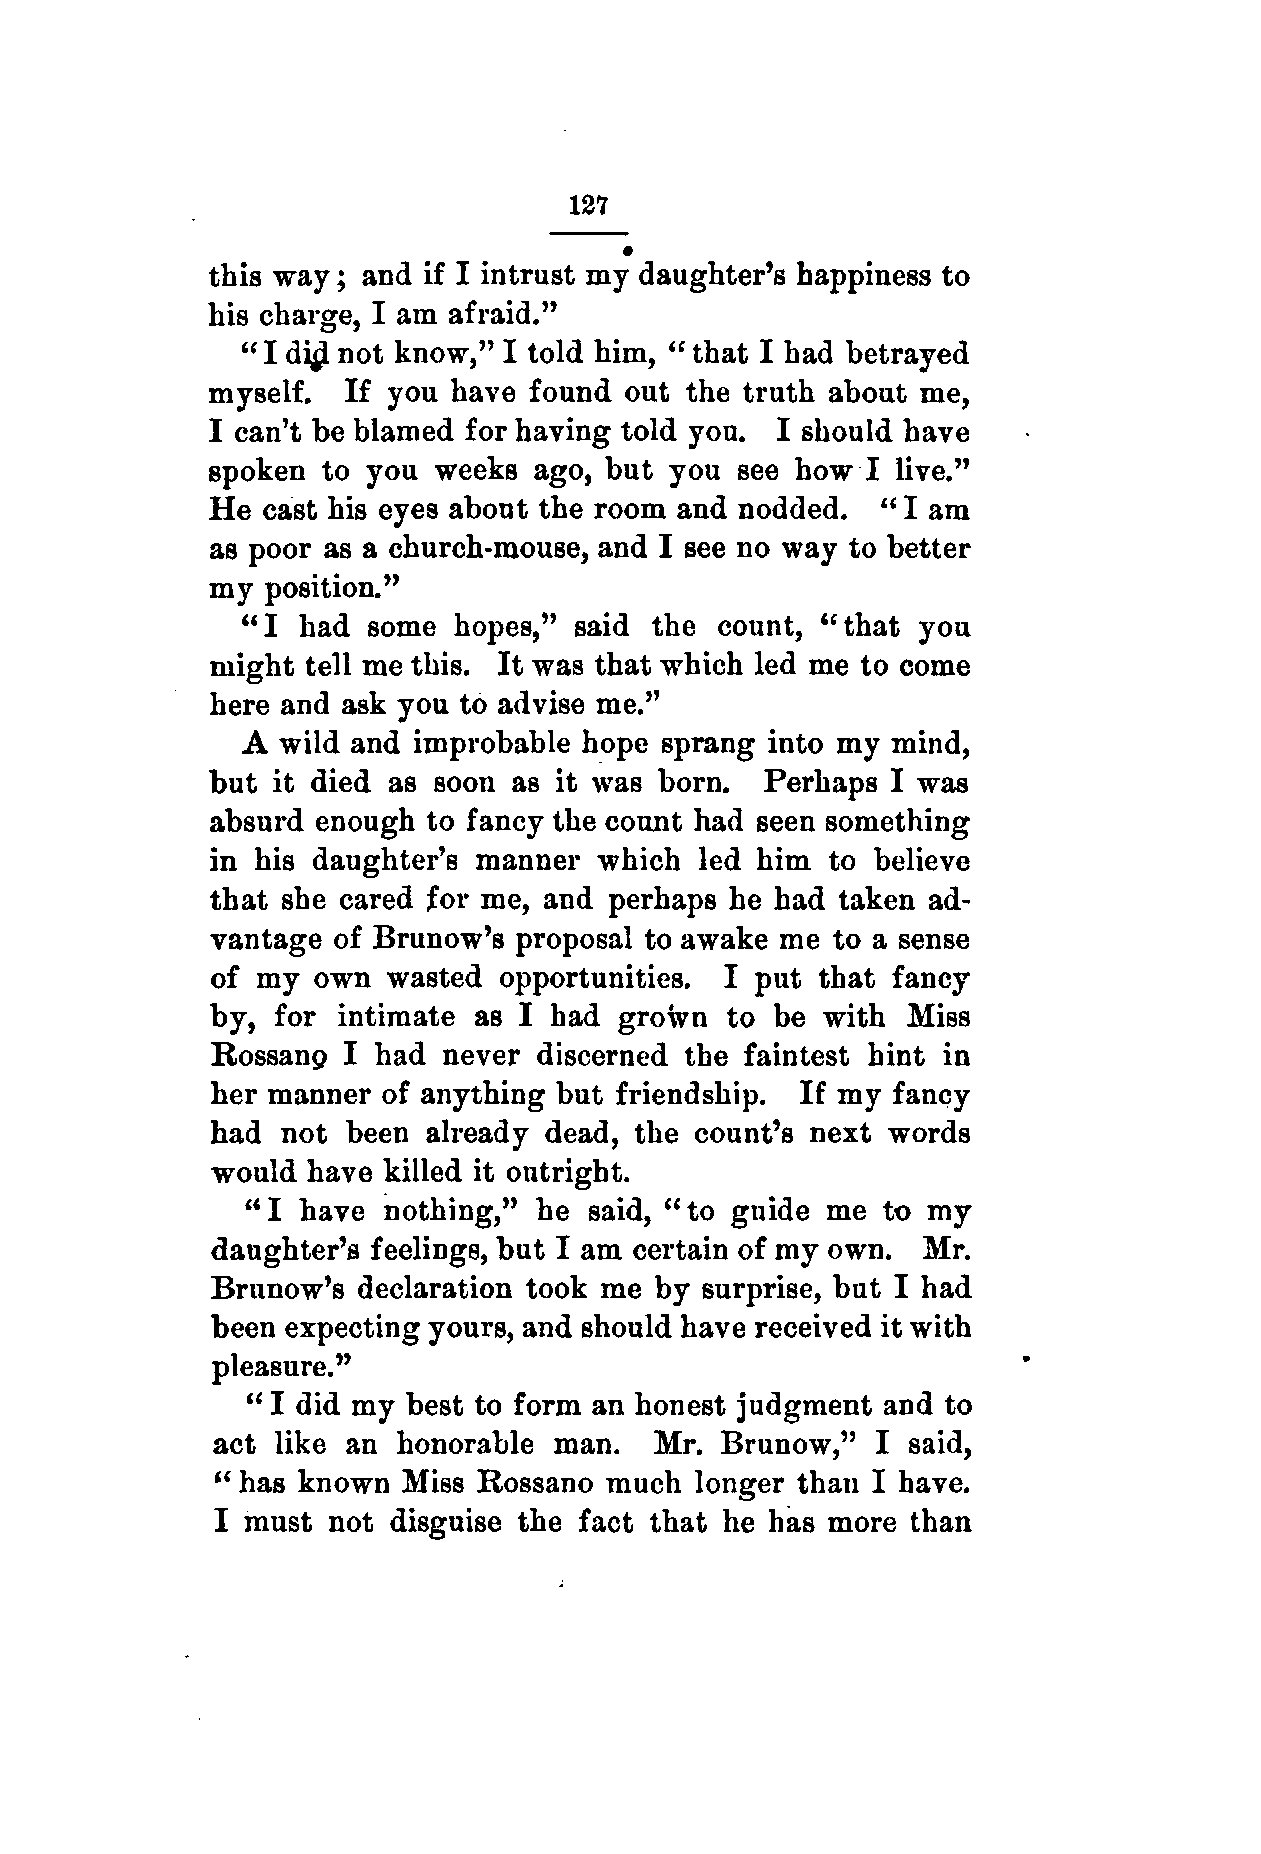 127
this way; and if I intrust my daughter's happiness to
his charge, I am afraid."
"I did not know," I told him, "that I had betrayed
myself. If you have found out the truth about me,
I can't be blamed for having told you. I should have
spoken to you weeks ago, but you see how I live."
He cast his eyes about the room and nodded. "I am
as poor as a church-mouse, and I see no way to better
my position."
"I had some hopes," said the count, "that you
might tell me this. It was that which led me to come
here and ask you to advise me."
A wild and improbable hope sprang into my mind,
but it died as soon as it was born. Perhaps I was
absurd enough to fancy the count had seen something
in his daughter's manner which led him to believe
that she cared for me, and perhaps he had taken ad-
vantage of Brunow's proposal to awake me to a sense
of my own wasted opportunities. I put that fancy
by, for intimate as I had grown to be with Miss
Rossano I had never discerned the faintest hint in
her manner of anything but friendship. If my fancy
had not been already dead, the count's next words
would have killed it outright.
"I have nothing," he said, "to guide me to my
daughter's feelings, but I am certain of my own. Mr.
Brunow's declaration took me by surprise, but I had
been expecting yours, and should have received it with
pleasure."
"I did my best to form an honest judgment and to
act like an honorable man. Mr. Brunow," I said,
"has known Miss Rossano much longer than I have.
I must not disguise the fact that he has more than